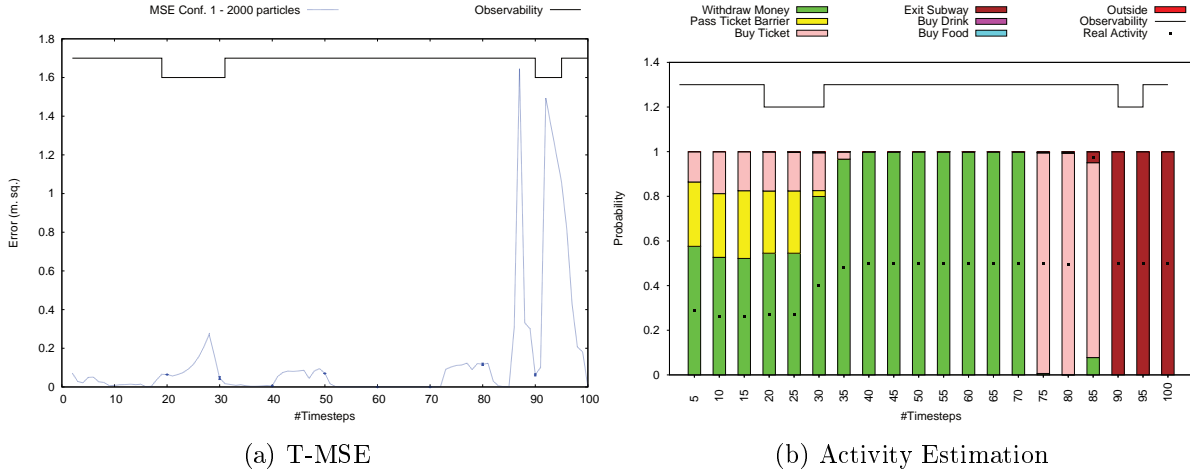 MSE Conf. 1 - 2000 particles
Observability
1.8
1.6
1.4
1.2
1
0.8
0.6
0.4
0.2
0
Error (m. sq.)
0 10 20 30 40 50 60 70 80 90 100
#Timesteps
(a) T-MSE
Withdraw Money
Pass Ticket Barrier
Buy Ticket
Exit Subway
Buy Drink
Buy Food
Outside
Observability
Real Activity
1.4
1.2
1
0.8
0.6
0.4
0.2
0
Probability
5 10 15 20 25 30 35 40 45 50 55 60 65 70 75 80 85 90 95 100
#Timesteps
(b) Activity Estimation